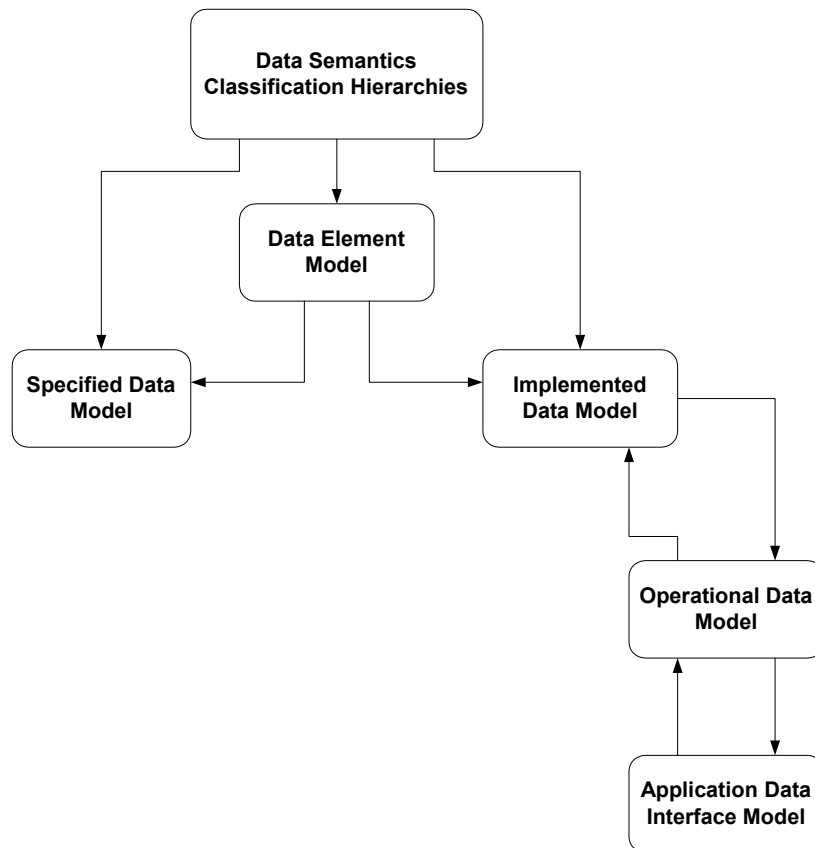 Data Semantics
Classification Hierarchies
Data Element
Model
Specified Data
Model
Implemented
Data Model
Operational Data
Model
Application Data
Interface Model